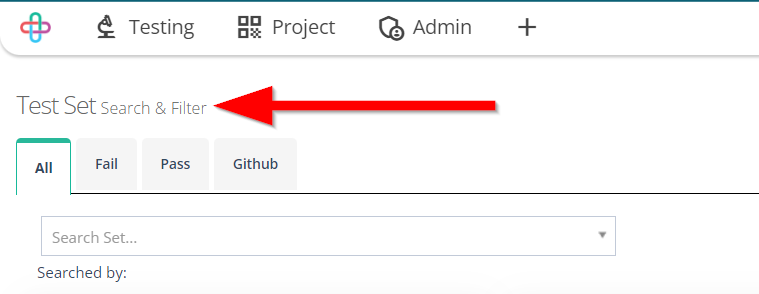 Testing Project Admin +
Test Set Search & Filter
All Fail Pass Github
Search Set...
Searched by: